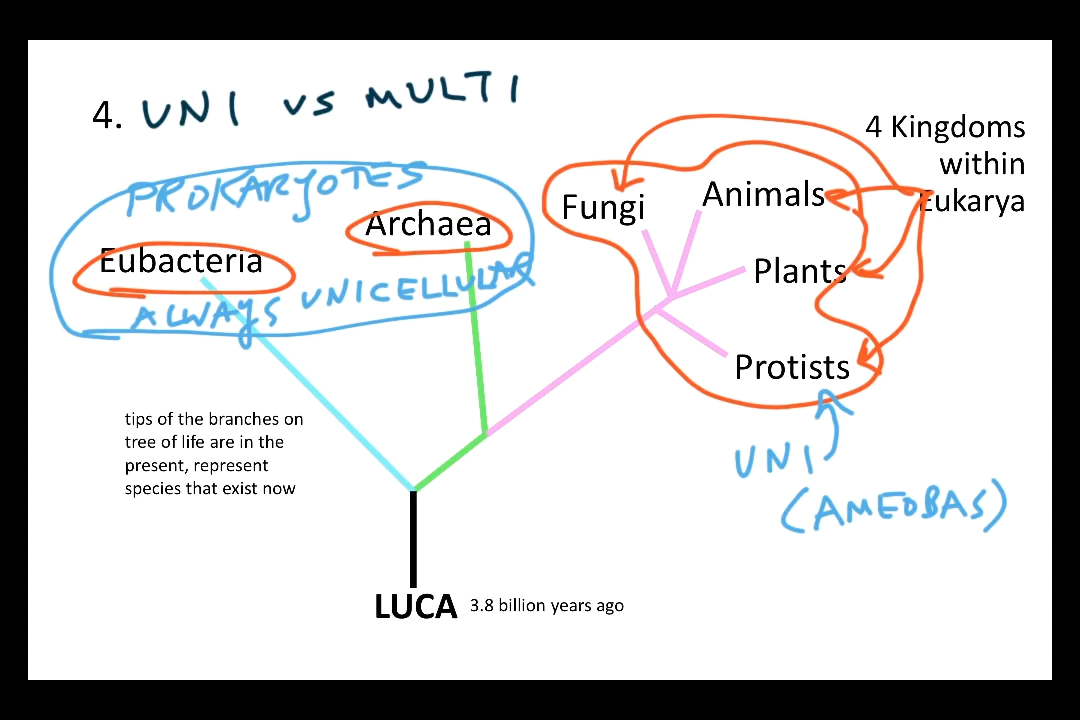 4. UNI vs MULTI
PROKARYOTES
Eubacteria
Archaea
ALWAYS UNICELLULAR
Fungi
Animals
Plants
Protists
4 Kingdoms
within
Eukarya
UNI
(AMEOBAS)
tips of the branches on
tree of life are in the
present, represent
species that exist now
LUCA 3.8 billion years ago